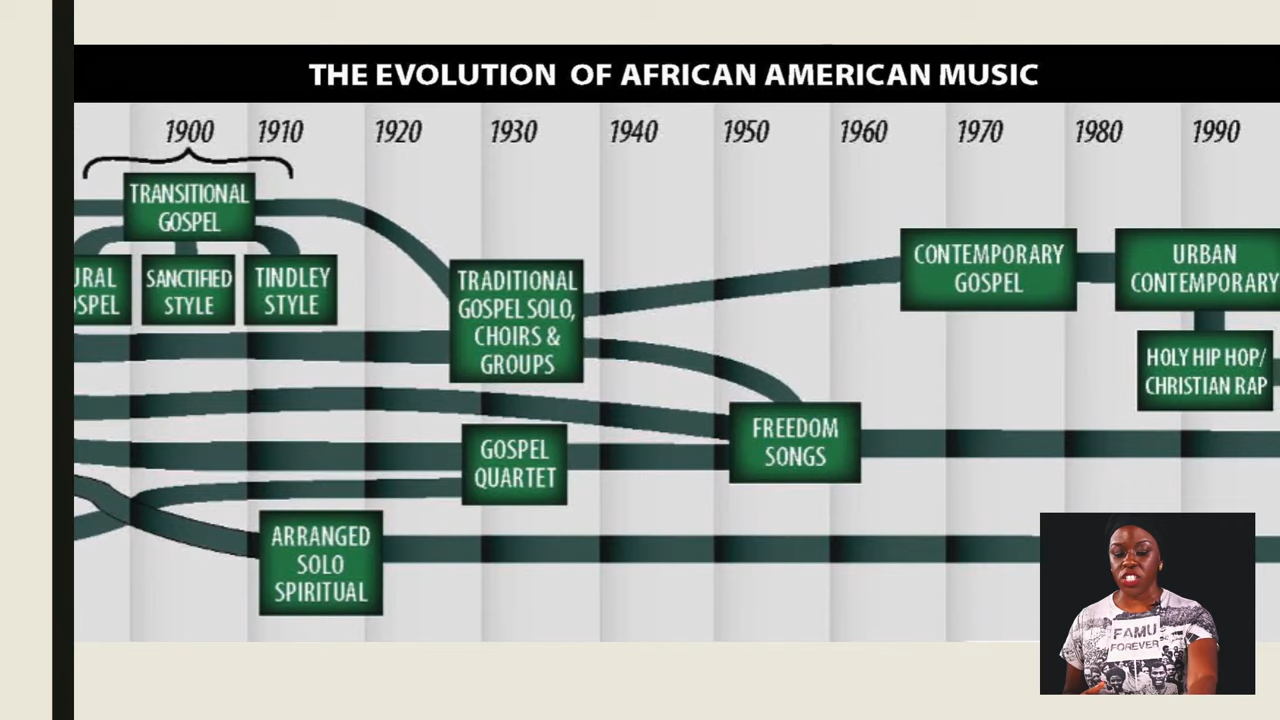 THE EVOLUTION OF AFRICAN AMERICAN MUSIC
1900 1910 1920 1930 1940 1950 1960 1970 1980 1990
TRANSITIONAL
GOSPEL
SANCTIFIED
STYLE
TINDLEY
STYLE
TRADITIONAL
GOSPEL SOLO,
CHOIRS &
GROUPS
CONTEMPORARY
GOSPEL
URBAN
CONTEMPORARY
HOLY HIP HOP/
CHRISTIAN RAP
FREEDOM
SONGS
GOSPEL
QUARTET
ARRANGED
SOLO
SPIRITUAL
FAMU
FOREVER